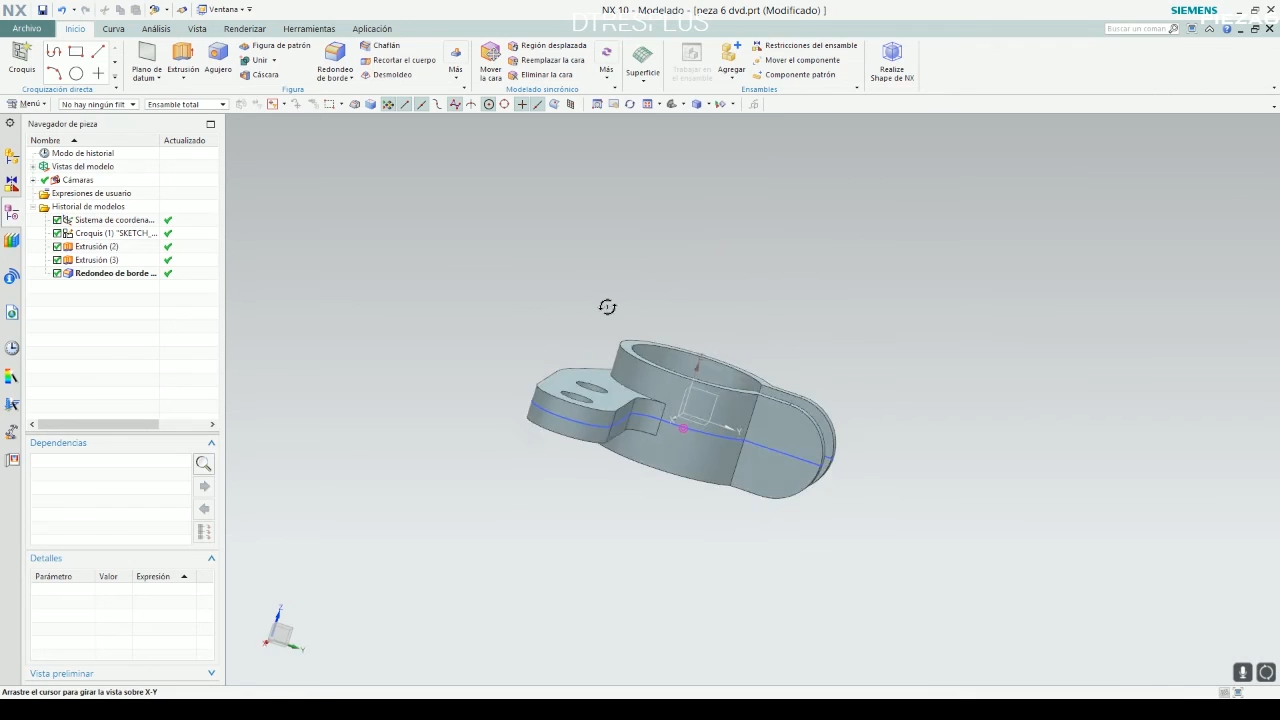 NX
Ventana
NX 10 - Modelado - [neza 6 dvd.prt (Modificado) ]
DTRESPLUS
SIEMENS
Archivo
Inicio
Curva
Análisis
Vista
Renderizar
Herramientas
Aplicación
Buscar un coman
Croquis
Plano de datum
Extrusión
Agujero
Figura de patrón
Unir
Cáscara
Redondeo de borde
Chaflán
Recortar el cuerpo
Desmoldeo
Más
Mover la cara
Región desplazada
Reemplazar la cara
Eliminar la cara
Más
Superficie
Trabajar en el ensamble
Agregar
Restricciones del ensamble
Mover el componente
Componente patrón
Realize Shape de NX
Croquización directa
Figura
Modelado sincrónico
Ensambles
Menú
No hay ningún filt
Ensamble total
Navegador de pieza
Nombre
Actualizado
Modo de historial
Vistas del modelo
Cámaras
Expresiones de usuario
Historial de modelos
Sistema de coordena...
Croquis (1) "SKETCH_...
Extrusión (2)
Extrusión (3)
Redondeo de borde ...
Dependencias
Detalles
Parámetro
Valor
Expresión
Vista preliminar
Z
X
Y
Y
Arrastre el cursor para girar la vista sobre X-Y